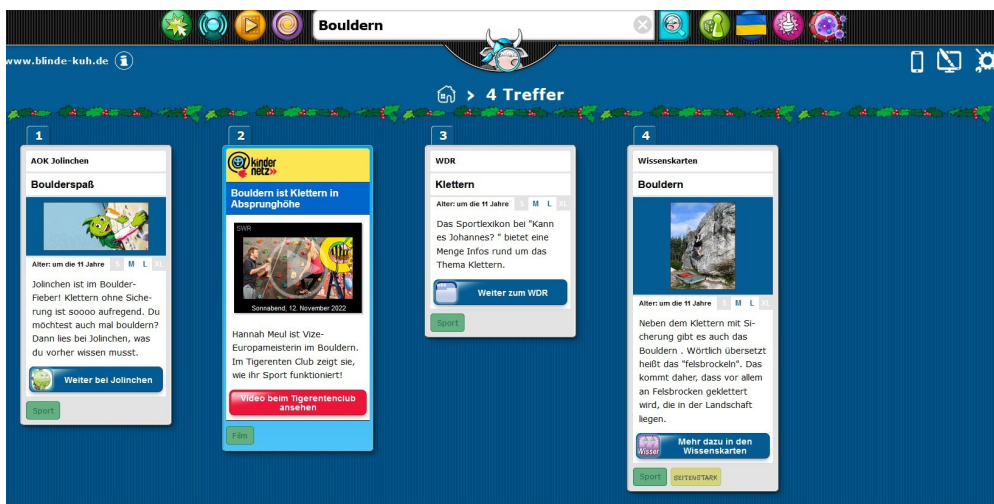 Bouldern
www.blinde-kuh.de
> 4 Treffer
1
AOK Jolinchen
Boulderspaß
Alter: um die 11 Jahre S M L XL
Jolinchen ist im Boulder-
Fieber! Klettern ohne Siche-
rung ist soooo aufregend. Du
möchtest auch mal bouldern?
Dann lies bei Jolinchen, was
du vorher wissen musst.
Weiter bei Jolinchen
Sport
2
kinder
netz»
Bouldern ist Klettern in
Absprunghöhe
SWR
Sonnabend, 12. November 2022
Hannah Meul ist Vize-
Europameisterin im Bouldern.
Im Tigerenten Club zeigt sie,
wie ihr Sport funktioniert!
Video beim Tigerentenclub
ansehen
Film
3
WDR
Klettern
Alter: um die 11 Jahre S M L XL
Das Sportlexikon bei "Kann
es Johannes? " bietet eine
Menge Infos rund um das
Thema Klettern.
Weiter zum WDR
Sport
4
Wissenskarten
Bouldern
Alter: um die 11 Jahre S M L XL
Neben dem Klettern mit Si-
cherung gibt es auch das
Bouldern . Wörtlich übersetzt
heißt das "felsbrockeln". Das
kommt daher, dass vor allem
an Felsbrocken geklettert
wird, die in der Landschaft
liegen.
Wissen
Mehr dazu in den
Wissenskarten
Sport
SEITENSTARK